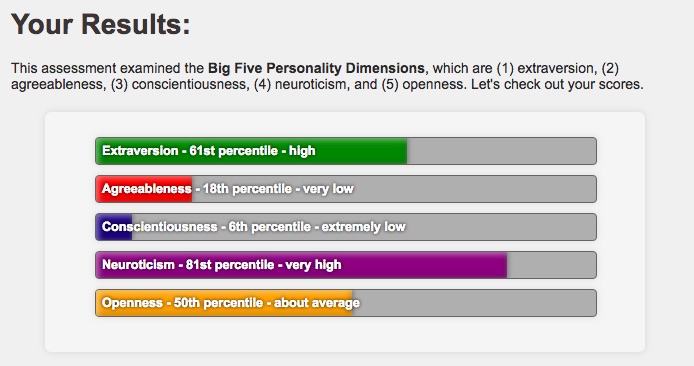 Your Results:
This assessment examined the Big Five Personality Dimensions, which are (1) extraversion, (2)
agreeableness, (3) conscientiousness, (4) neuroticism, and (5) openness. Let's check out your scores.
Extraversion - 61st percentile - high
Agreeableness - 18th percentile - very low
Conscientiousness - 6th percentile - extremely low
Neuroticism - 81st percentile - very high
Openness - 50th percentile - about average